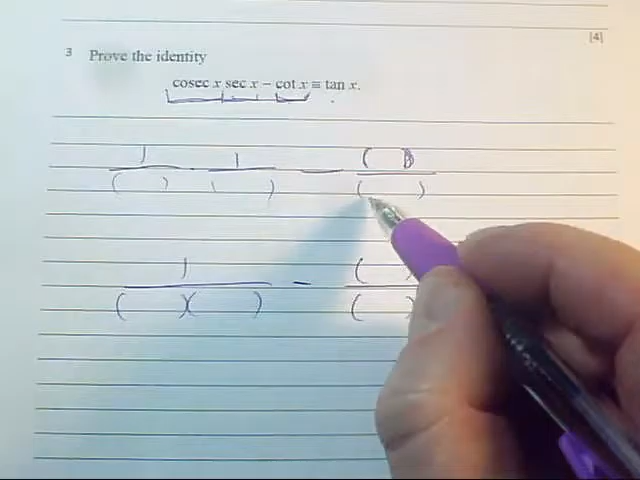 [4]
3 Prove the identity
cosec x sec x − cot x ≡ tan x.
1 1 ( )
( ) ( ) — ( )
1 (
( )( ) − (